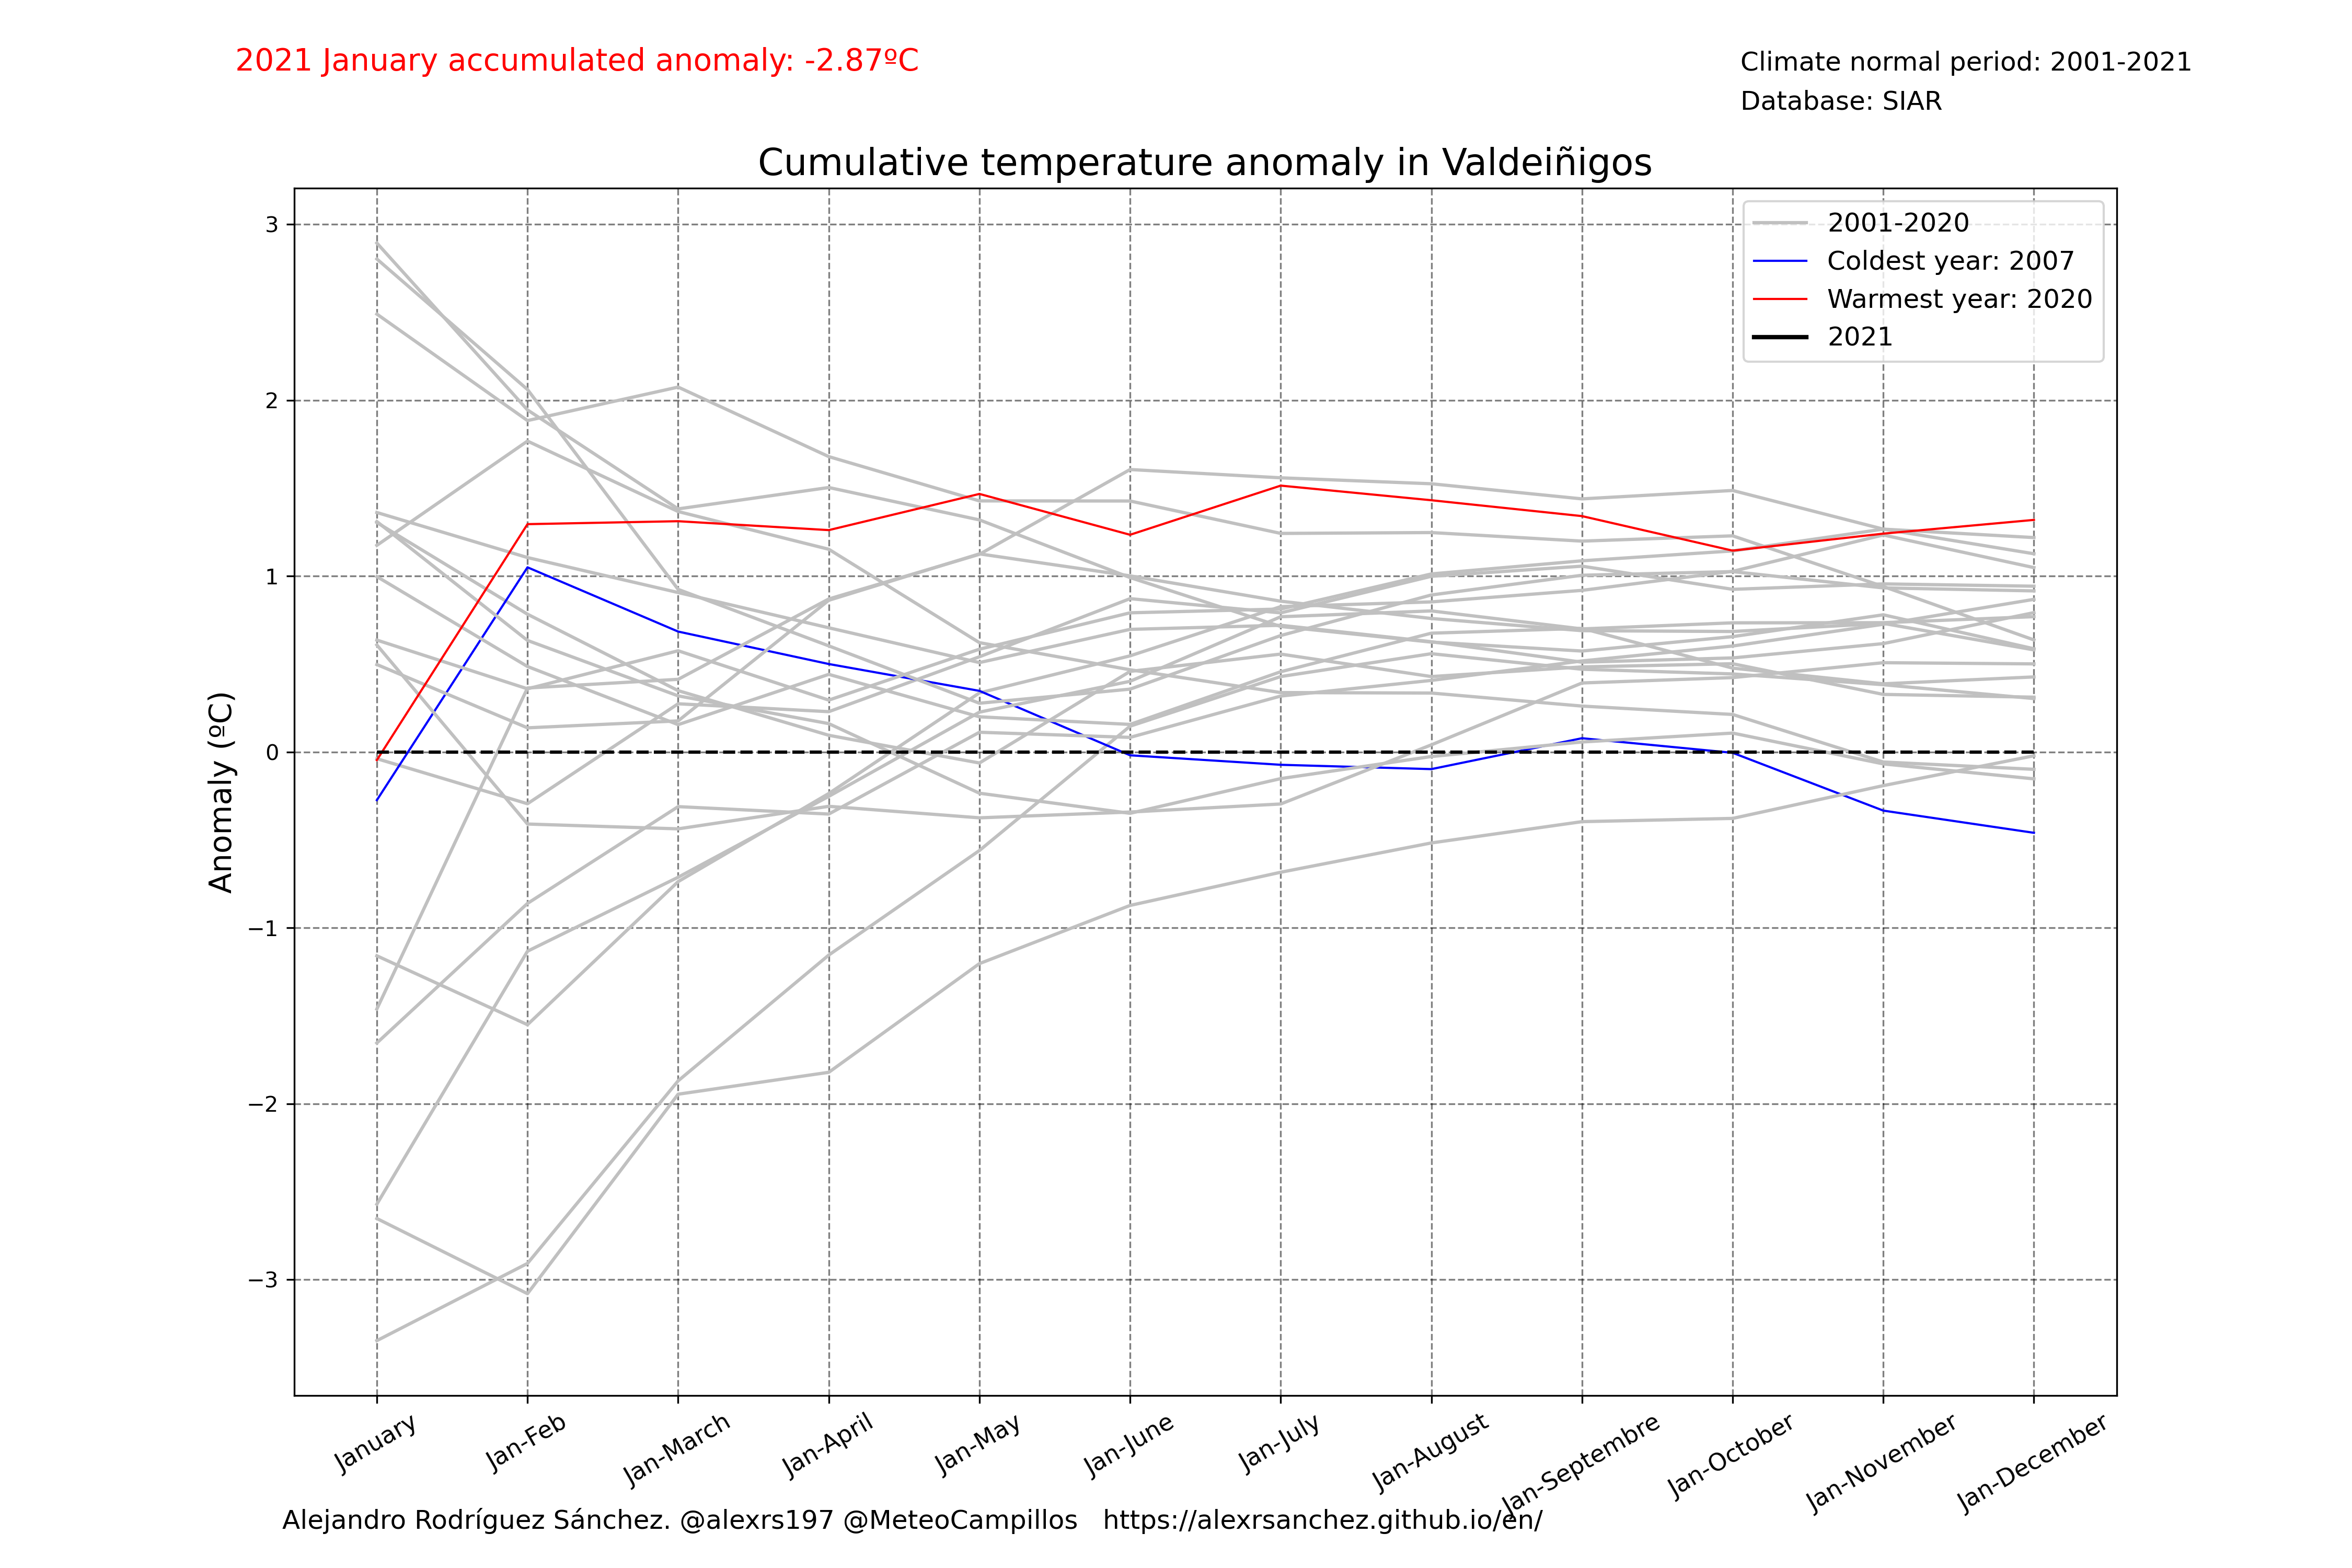 2021 January accumulated anomaly: -2.87ºC
Climate normal period: 2001-2021
Database: SIAR
Cumulative temperature anomaly in Valdeiñigos
2001-2020
Coldest year: 2007
Warmest year: 2020
2021
Anomaly (ºC)
3
2
1
0
−1
−2
−3
January
Jan-Feb
Jan-March
Jan-April
Jan-May
Jan-June
Jan-July
Jan-August
Jan-Septembre
Jan-October
Jan-November
Jan-December
Alejandro Rodríguez Sánchez. @alexrs197 @MeteoCampillos   https://alexrsanchez.github.io/en/